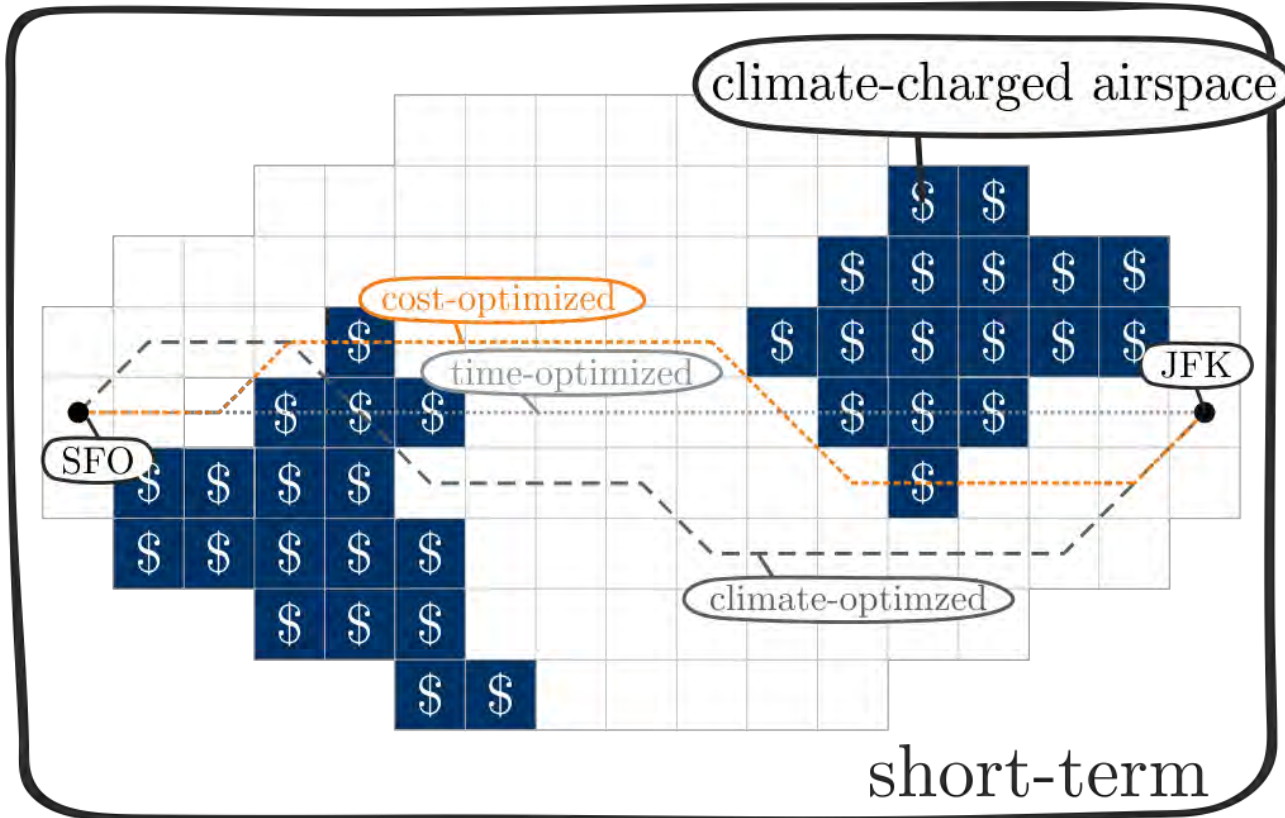 climate-charged airspace
$ $
$ $ $ $ $
cost-optimized
$ $ $ $ $ $ $
time-optimized
JFK
$ $ $ $ $ $
SFO
$ $ $ $ $
$ $ $ $ $
climate-optimzed
$ $ $
$ $
short-term